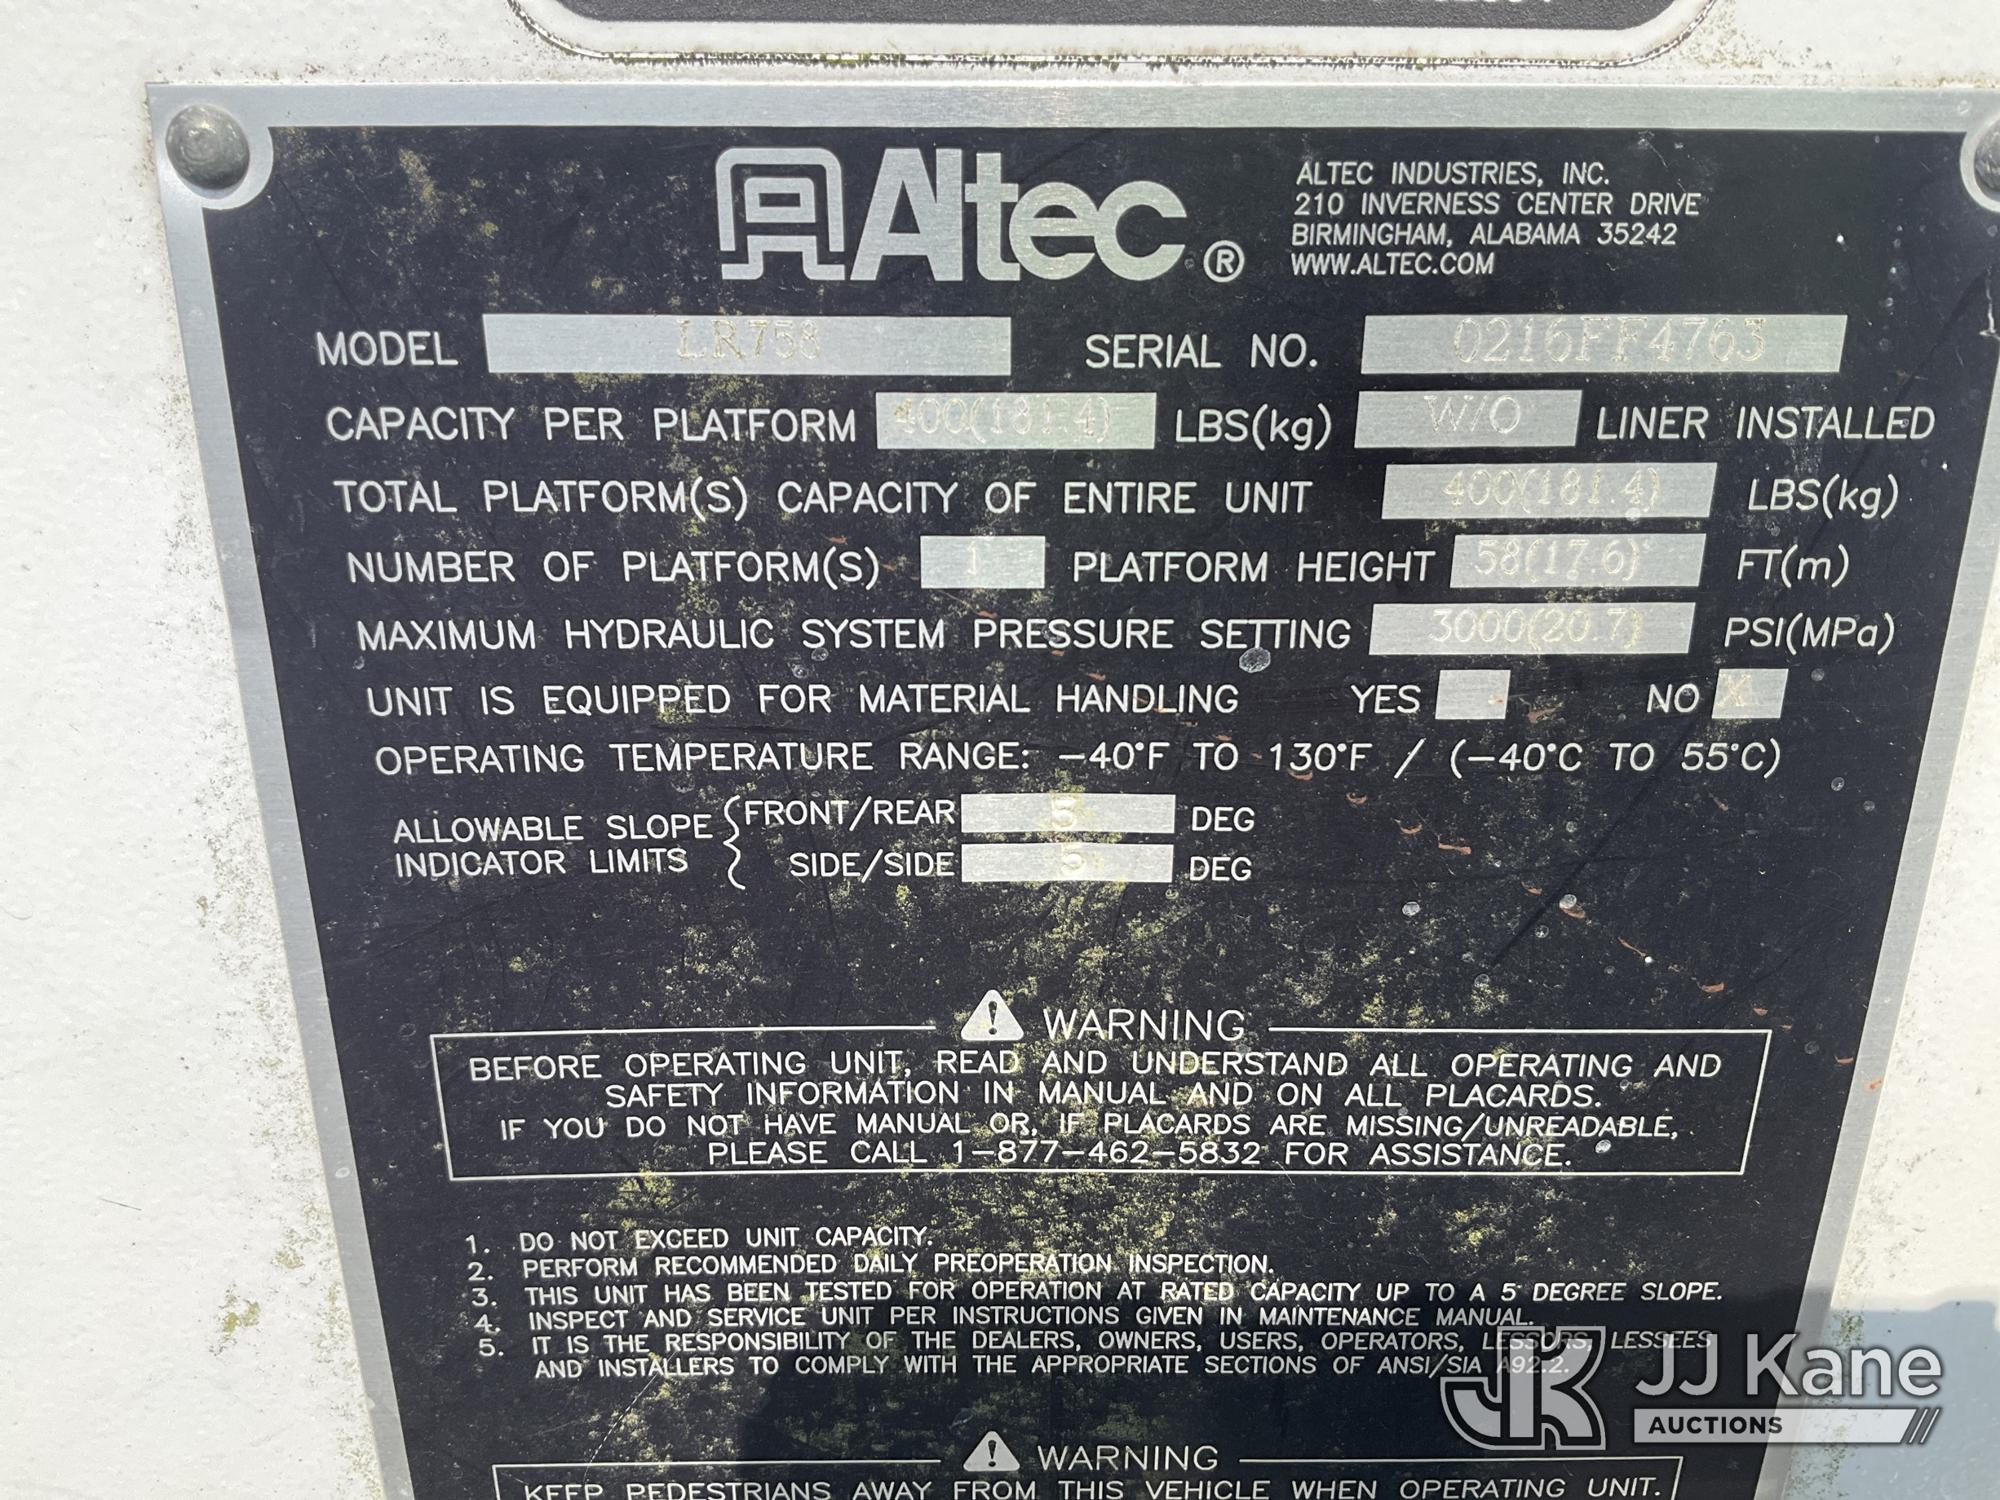 Altec®
ALTEC INDUSTRIES, INC.
210 INVERNESS CENTER DRIVE
BIRMINGHAM, ALABAMA 35242
WWW.ALTEC.COM
MODEL LR758 SERIAL NO. 0216FF4763
CAPACITY PER PLATFORM 400(181.4) LBS(kg) W/O LINER INSTALLED
TOTAL PLATFORM(S) CAPACITY OF ENTIRE UNIT 400(181.4) LBS(kg)
NUMBER OF PLATFORM(S) 1 PLATFORM HEIGHT 58(17.6) FT(m)
MAXIMUM HYDRAULIC SYSTEM PRESSURE SETTING 3000(20.7) PSI(MPa)
UNIT IS EQUIPPED FOR MATERIAL HANDLING YES NO X
OPERATING TEMPERATURE RANGE: -40°F TO 130°F / (-40°C TO 55°C)
ALLOWABLE SLOPE INDICATOR LIMITS
FRONT/REAR 5 DEG
SIDE/SIDE 5 DEG
WARNING
BEFORE OPERATING UNIT, READ AND UNDERSTAND ALL OPERATING AND
SAFETY INFORMATION IN MANUAL AND ON ALL PLACARDS.
IF YOU DO NOT HAVE MANUAL OR, IF PLACARDS ARE MISSING/UNREADABLE,
PLEASE CALL 1-877-462-5832 FOR ASSISTANCE.
1. DO NOT EXCEED UNIT CAPACITY.
2. PERFORM RECOMMENDED DAILY PREOPERATION INSPECTION.
3. THIS UNIT HAS BEEN TESTED FOR OPERATION AT RATED CAPACITY UP TO A 5 DEGREE SLOPE.
4. INSPECT AND SERVICE UNIT PER INSTRUCTIONS GIVEN IN MAINTENANCE MANUAL.
5. IT IS THE RESPONSIBILITY OF THE DEALERS, OWNERS, USERS, OPERATORS, LESSORS, LESSEES
AND INSTALLERS TO COMPLY WITH THE APPROPRIATE SECTIONS OF ANSI/SIA A92.2.
WARNING
KEEP PEDESTRIANS AWAY FROM THIS VEHICLE WHEN OPERATING UNIT.
JK JJ Kane
AUCTIONS